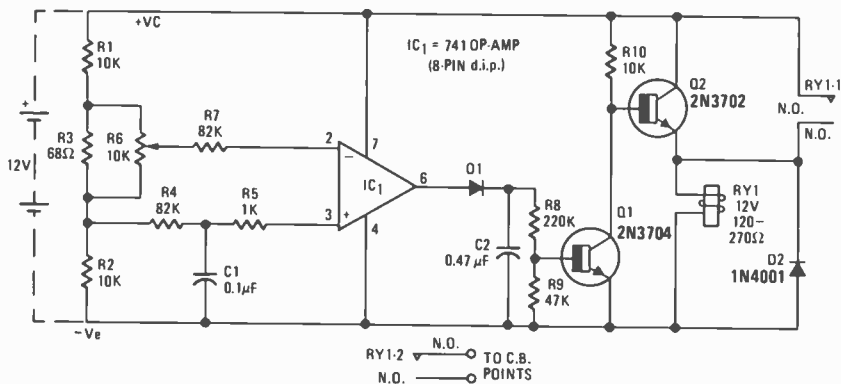 +VC
IC1 = 741 OP-AMP
(8-PIN d.i.p.)
R1
10K
R10
10K
Q2
2N3702
RY1-1
N.O.
N.O.
+
12V
R3
68Ω
R6
10K
R7
82K
2
7
-
IC1
6
3
+
4
R4
82K
R5
1K
D1
R8
220K
Q1
2N3704
RY1
12V
120-
270Ω
R2
10K
C1
0.1µF
C2
0.47µF
R9
47K
D2
1N4001
-Ve
RY1-2
N.O.
N.O.
TO C.B.
POINTS